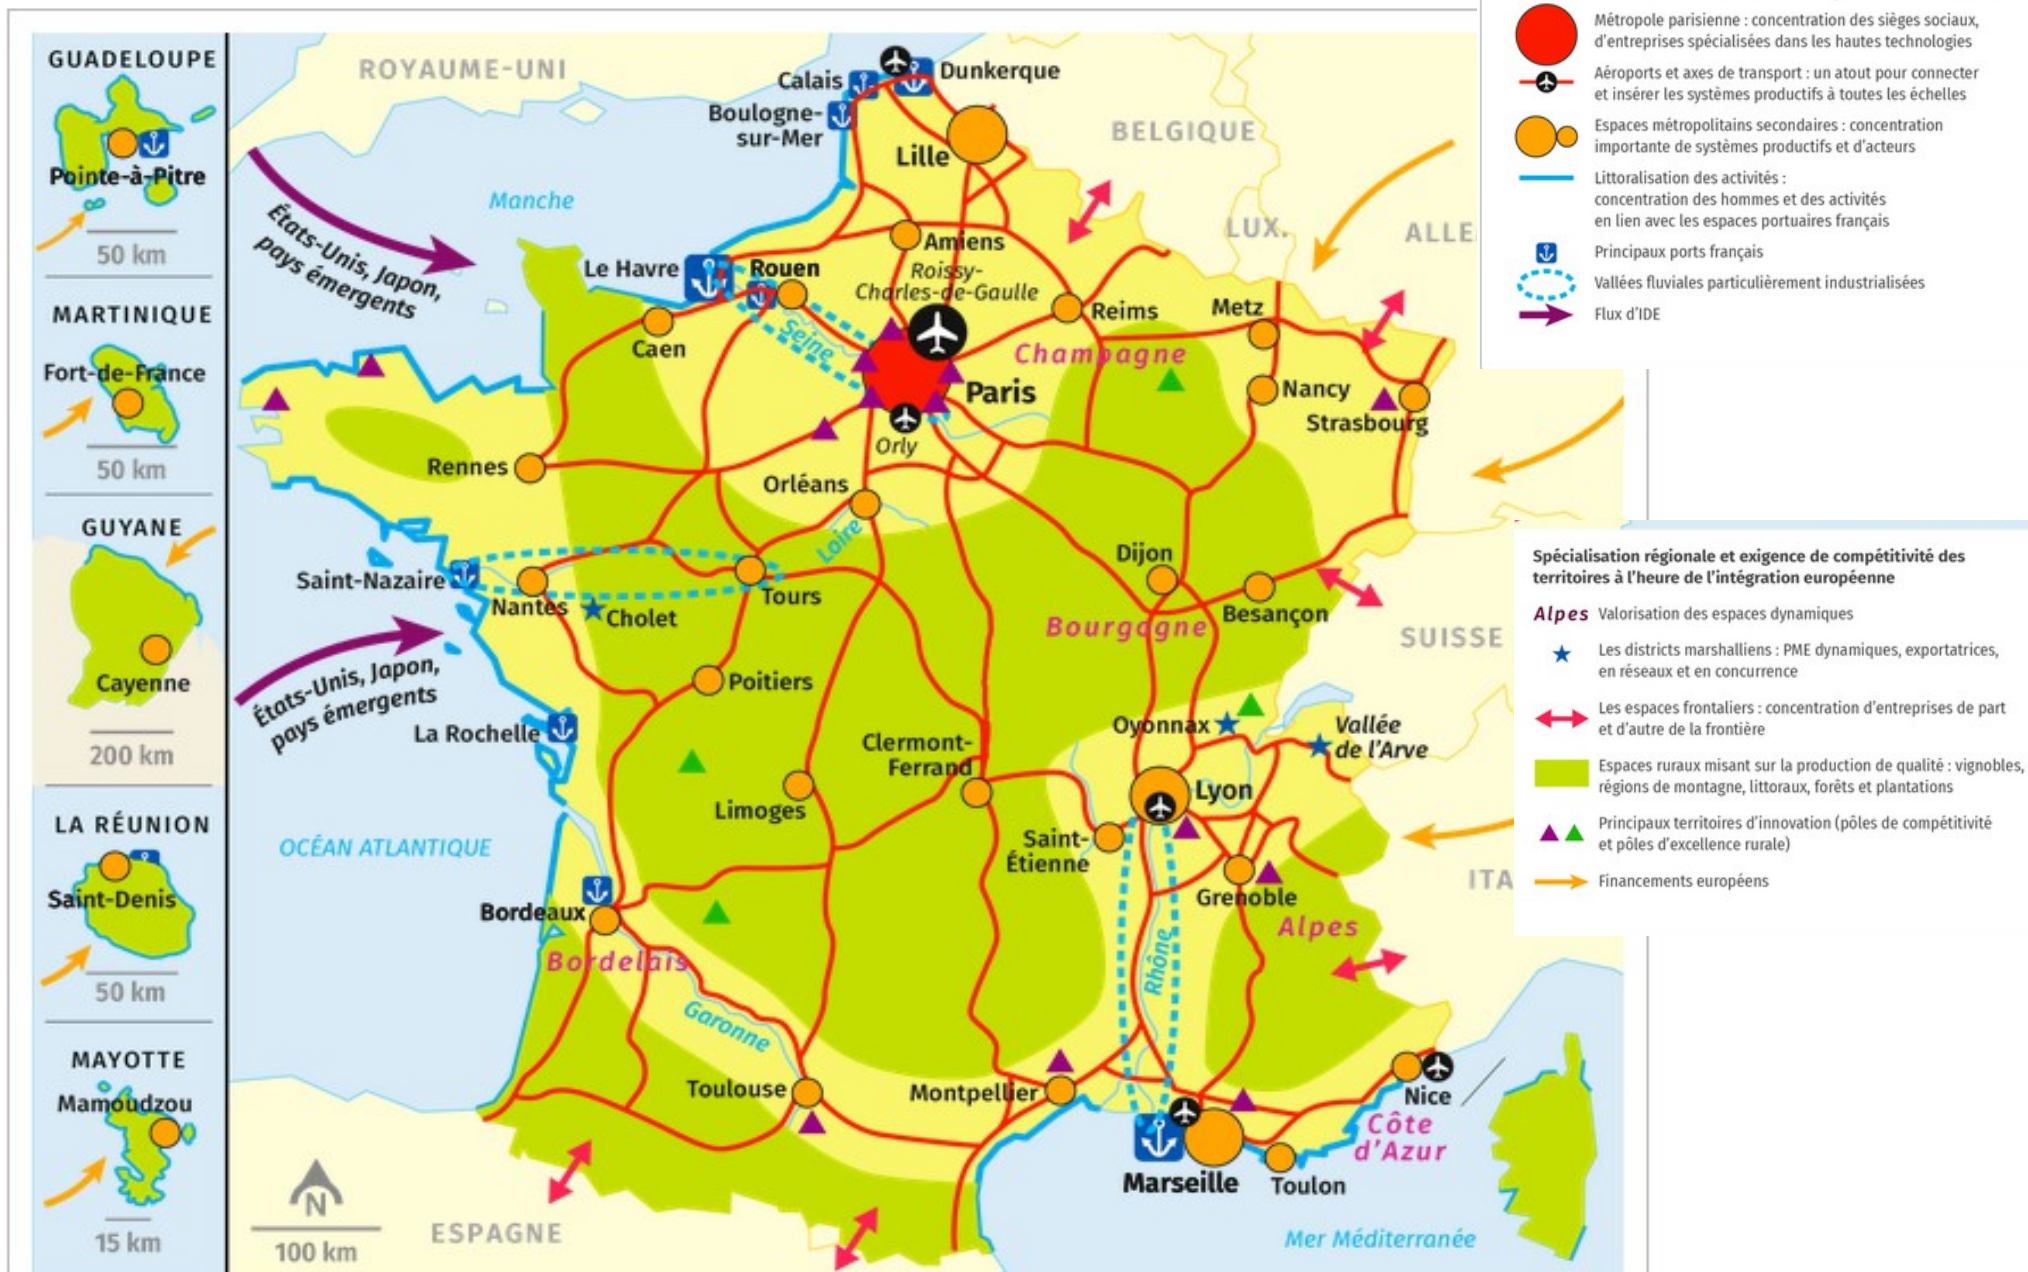 GUADELOUPE
Pointe-à-Pitre
50 km
MARTINIQUE
Fort-de-France
50 km
GUYANE
Cayenne
200 km
LA RÉUNION
Saint-Denis
50 km
MAYOTTE
Mamoudzou
15 km
ROYAUME-UNI
Calais
Dunkerque
Boulogne-
sur-Mer
Lille
BELGIQUE
Manche
États-Unis, Japon,
pays émergents
LUX.
ALLE
Amiens
Le Havre
Rouen
Roissy-
Charles-de-Gaulle
Reims
Metz
Caen
Seine
Champagne
Paris
Nancy
Strasbourg
Orly
Rennes
Orléans
Loire
Dijon
Saint-Nazaire
Nantes
Cholet
Tours
Besançon
Bourgogne
SUISSE
États-Unis, Japon,
pays émergents
Poitiers
La Rochelle
Oyonnax
Vallée
de l'Arve
Clermont-
Ferrand
Limoges
Lyon
OCÉAN ATLANTIQUE
Saint-
Étienne
ITA
Grenoble
Bordeaux
Alpes
Bordelais
Rhône
Garonne
Toulouse
Montpellier
Nice
Côte
d'Azur
Marseille
Toulon
N
100 km
ESPAGNE
Mer Méditerranée
Métropole parisienne : concentration des sièges sociaux,
d'entreprises spécialisées dans les hautes technologies
Aéroports et axes de transport : un atout pour connecter
et insérer les systèmes productifs à toutes les échelles
Espaces métropolitains secondaires : concentration
importante de systèmes productifs et d'acteurs
Littoralisation des activités :
concentration des hommes et des activités
en lien avec les espaces portuaires français
Principaux ports français
Vallées fluviales particulièrement industrialisées
Flux d'IDE
Spécialisation régionale et exigence de compétitivité des
territoires à l'heure de l'intégration européenne
Alpes Valorisation des espaces dynamiques
Les districts marshalliens : PME dynamiques, exportatrices,
en réseaux et en concurrence
Les espaces frontaliers : concentration d'entreprises de part
et d'autre de la frontière
Espaces ruraux misant sur la production de qualité : vignobles,
régions de montagne, littoraux, forêts et plantations
Principaux territoires d'innovation (pôles de compétitivité
et pôles d'excellence rurale)
Financements européens